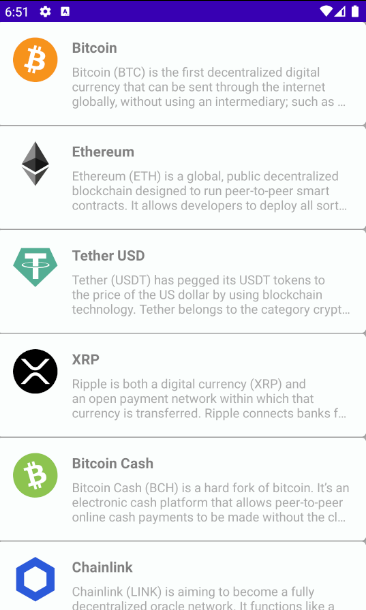 6:51
Bitcoin
Bitcoin (BTC) is the first decentralized digital
currency that can be sent through the internet
globally, without using an intermediary; such as ...
Ethereum
Ethereum (ETH) is a global, public decentralized
blockchain designed to run peer-to-peer smart
contracts. It allows developers to deploy all sort...
Tether USD
Tether (USDT) has pegged its USDT tokens to
the price of the US dollar by using blockchain
technology. Tether belongs to the category crypt...
XRP
Ripple is both a digital currency (XRP) and
an open payment network within which that
currency is transferred. Ripple connects banks f...
Bitcoin Cash
Bitcoin Cash (BCH) is a hard fork of bitcoin. It's an
electronic cash platform that allows peer-to-peer
online cash payments to be made without the cl...
Chainlink
Chainlink (LINK) is aiming to become a fully
decentralized oracle network. It functions like a